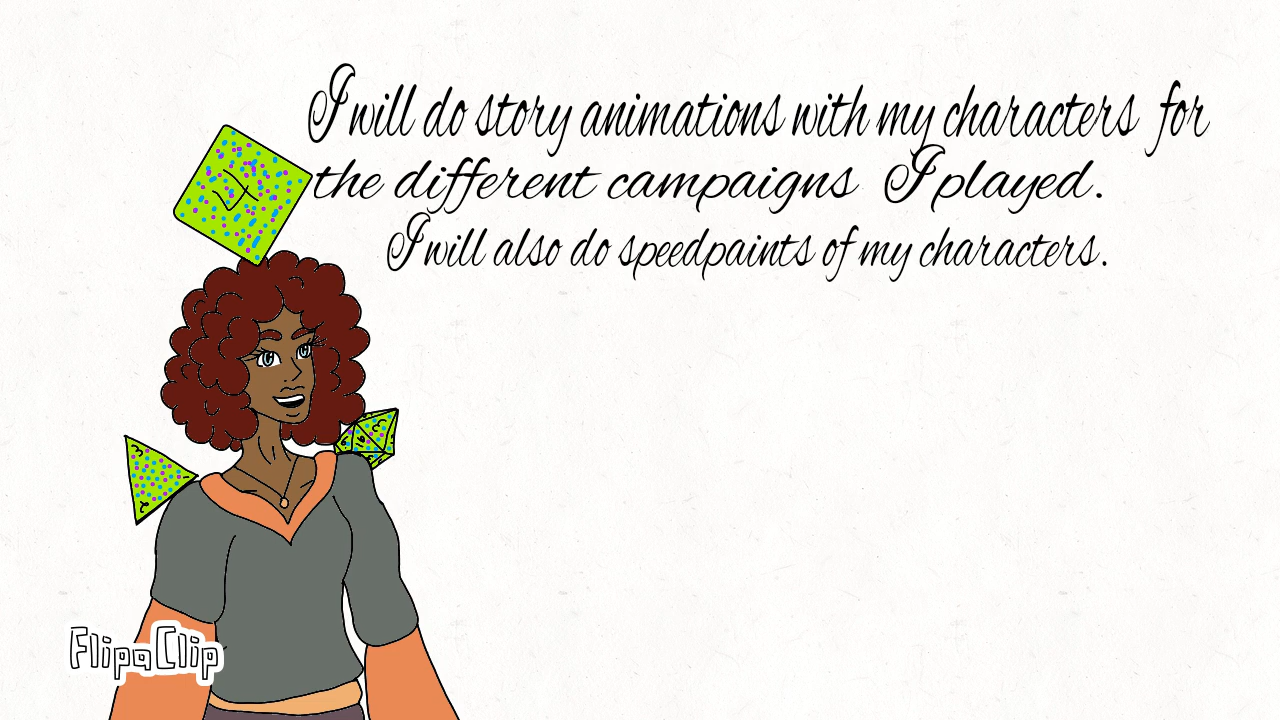 I will do story animations with my characters for
the different campaigns I played.
I will also do speedpaints of my characters.
FlipaClip